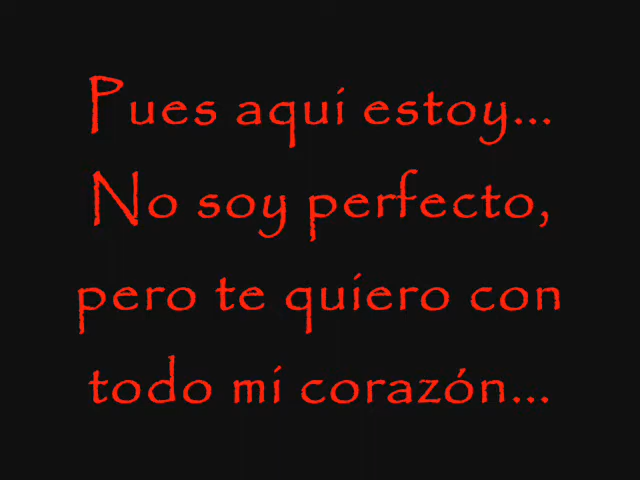 Pues aqui estoy...
No soy perfecto,
pero te quiero con
todo mi corazón...